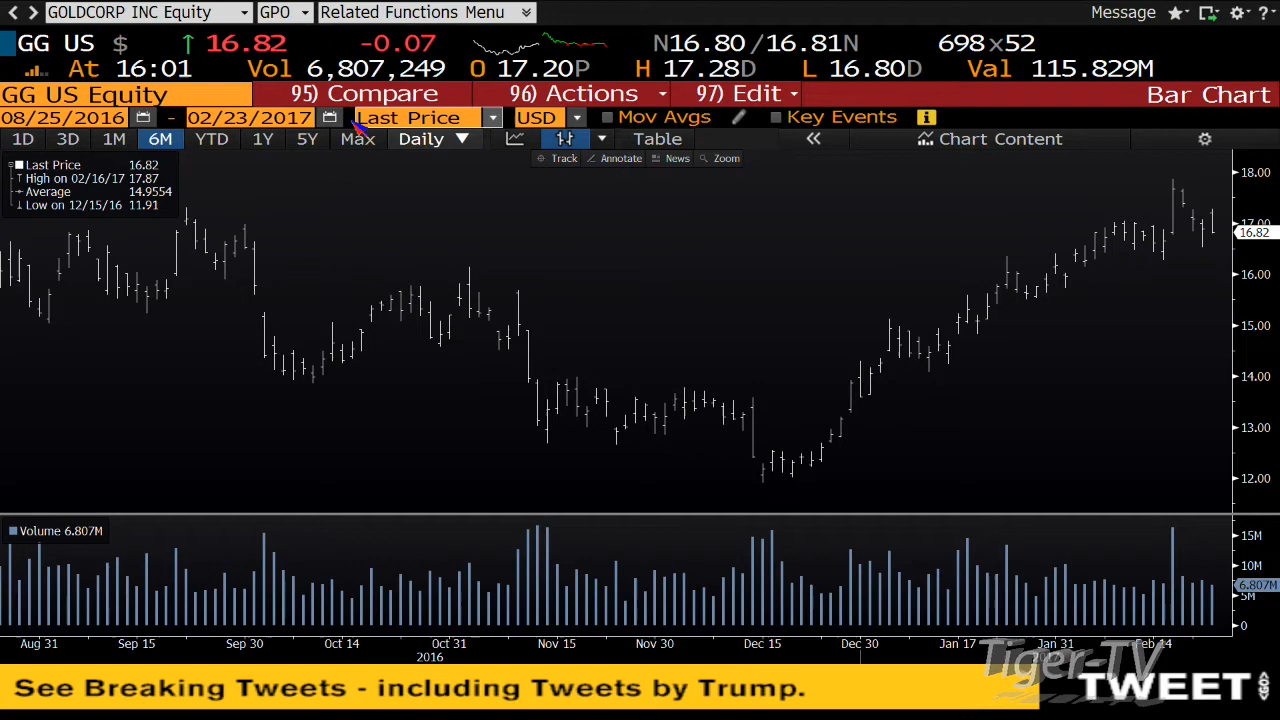 GOLDCORP INC Equity GPO Related Functions Menu Message
GG US $ ↑ 16.82 -0.07 N16.80 /16.81N 698x52
At 16:01 Vol 6,807,249 O 17.20P H 17.28D L 16.80D Val 115.829M
GG US Equity 95) Compare 96) Actions 97) Edit Bar Chart
08/25/2016 - 02/23/2017 Last Price USD Mov Avgs Key Events
1D 3D 1M 6M YTD 1Y 5Y Max Daily ▼ Table « Chart Content
Track Annotate News Zoom
Last Price 16.82
High on 02/16/17 17.87
Average 14.9554
Low on 12/15/16 11.91
18.00
17.00
16.82
16.00
15.00
14.00
13.00
12.00
Volume 6.807M
15M
10M
6.807M
5M
0
Aug 31 Sep 15 Sep 30 Oct 14 Oct 31 Nov 15 Nov 30 Dec 15 Dec 30 Jan 17 Jan 31 Feb 14
2016
Tiger-TV
See Breaking Tweets - including Tweets by Trump.
TWEET <GO>